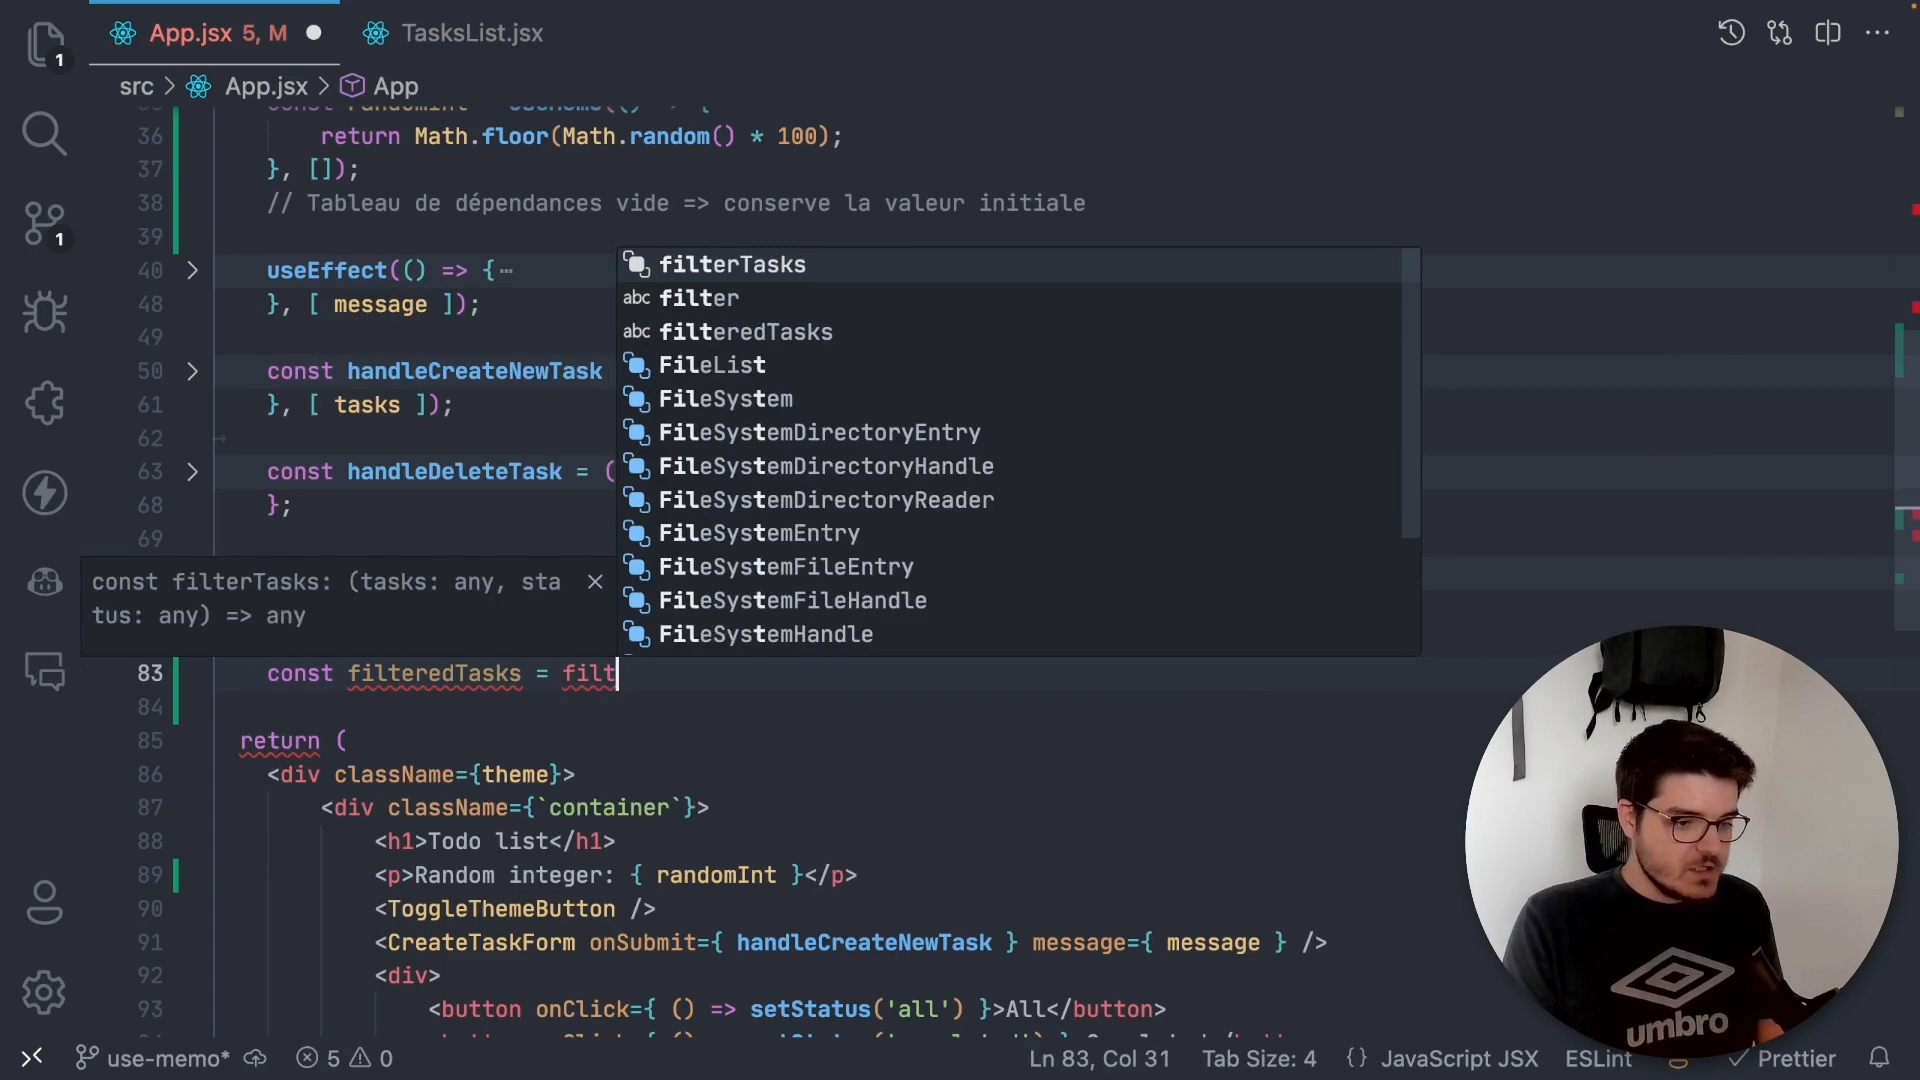 App.jsx 5, M
TasksList.jsx
1
src > App.jsx > App
36 return Math.floor(Math.random() * 100);
37 }, []);
38 // Tableau de dépendances vide => conserve la valeur initiale
39
1
40 useEffect(() => {⋯
48 }, [ message ]);
49
50 const handleCreateNewTask
61 }, [ tasks ]);
62
63 const handleDeleteTask = (
68 };
69
filterTasks
abc filter
abc filteredTasks
FileList
FileSystem
FileSystemDirectoryEntry
FileSystemDirectoryHandle
FileSystemDirectoryReader
FileSystemEntry
FileSystemFileEntry
FileSystemFileHandle
FileSystemHandle
const filterTasks: (tasks: any, sta
tus: any) => any
83 const filteredTasks = filt
84
85 return (
86 <div className={theme}>
87 <div className={`container`}>
88 <h1>Todo list</h1>
89 <p>Random integer: { randomInt }</p>
90 <ToggleThemeButton />
91 <CreateTaskForm onSubmit={ handleCreateNewTask } message={ message } />
92 <div>
93 <button onClick={ () => setStatus('all') }>All</button>
umbro
use-memo* 5 0 Ln 83, Col 31 Tab Size: 4 {} JavaScript JSX ESLint Prettier